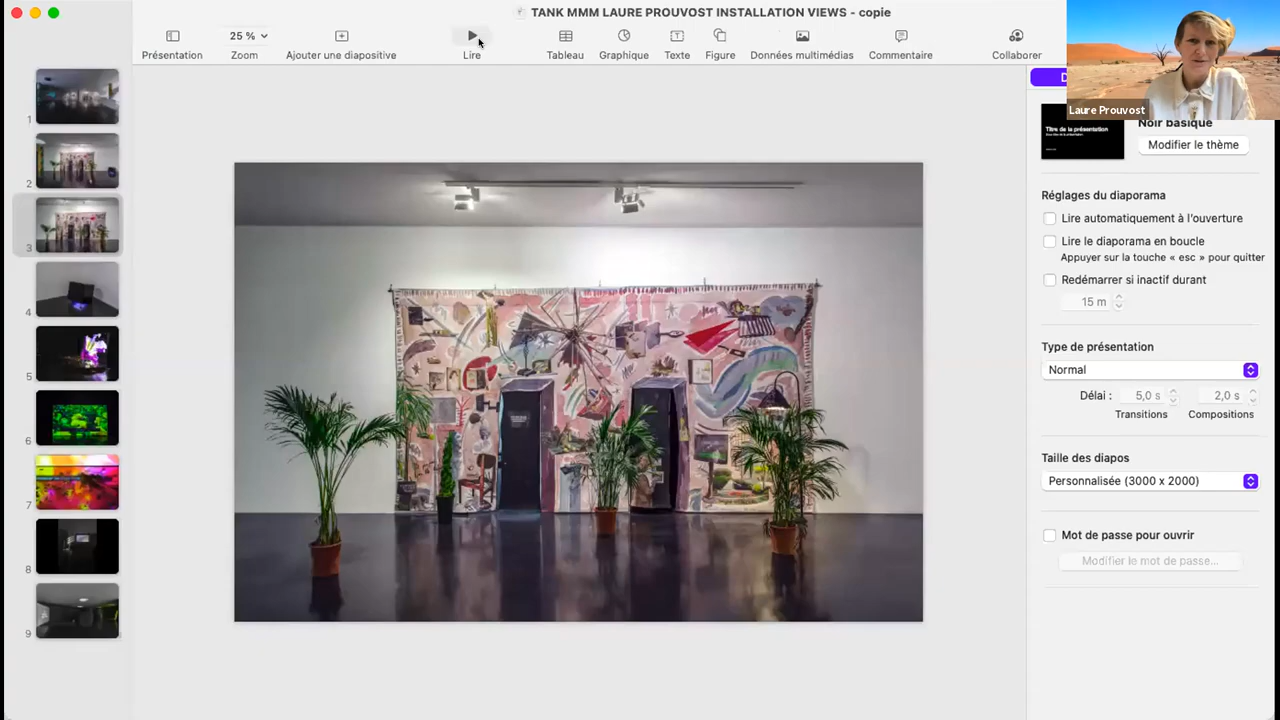 TANK MMM LAURE PROUVOST INSTALLATION VIEWS - copie
25 %
Présentation
Zoom
Ajouter une diapositive
Lire
Tableau
Graphique
Texte
Figure
Données multimédias
Commentaire
Collaborer
D
Laure Prouvost
Titre de la présentation
Noir basique
Modifier le thème
Réglages du diaporama
Lire automatiquement à l'ouverture
Lire le diaporama en boucle
Appuyer sur la touche « esc » pour quitter
Redémarrer si inactif durant
15 m
Type de présentation
Normal
Délai :
5,0 s
2,0 s
Transitions
Compositions
Taille des diapos
Personnalisée (3000 x 2000)
Mot de passe pour ouvrir
Modifier le mot de passe...
1
2
3
4
5
6
7
8
9